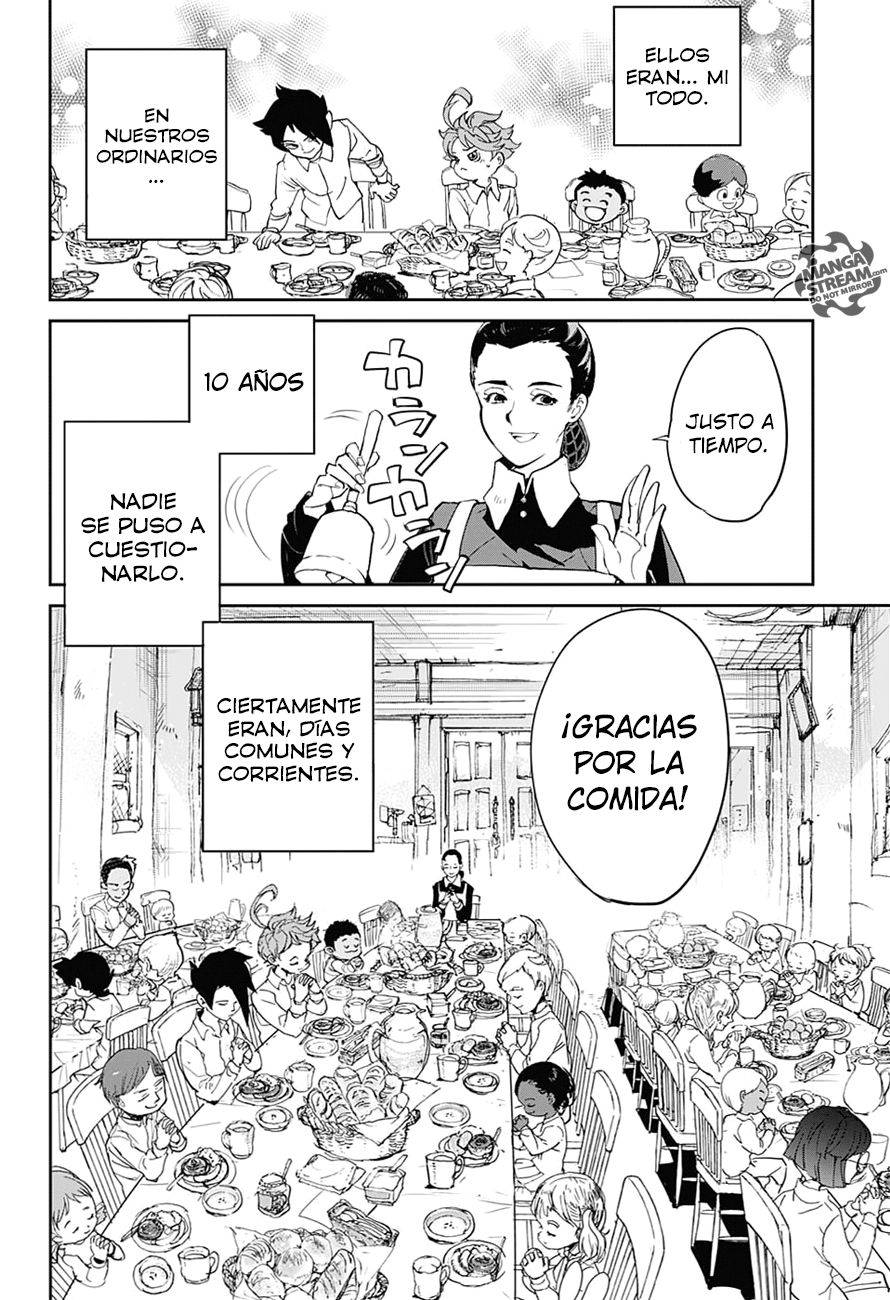 ELLOS
ERAN... MI
TODO.
EN
NUESTROS
ORDINARIOS
...
MANGA
STREAM.com
DO NOT MIRROR
JUSTO A
TIEMPO.
カランカラン
10 AÑOS
NADIE
SE PUSO A
CUESTIO-
NARLO.
¡GRACIAS
POR LA
COMIDA!
CIERTAMENTE
ERAN, DÍAS
COMUNES Y
CORRIENTES.